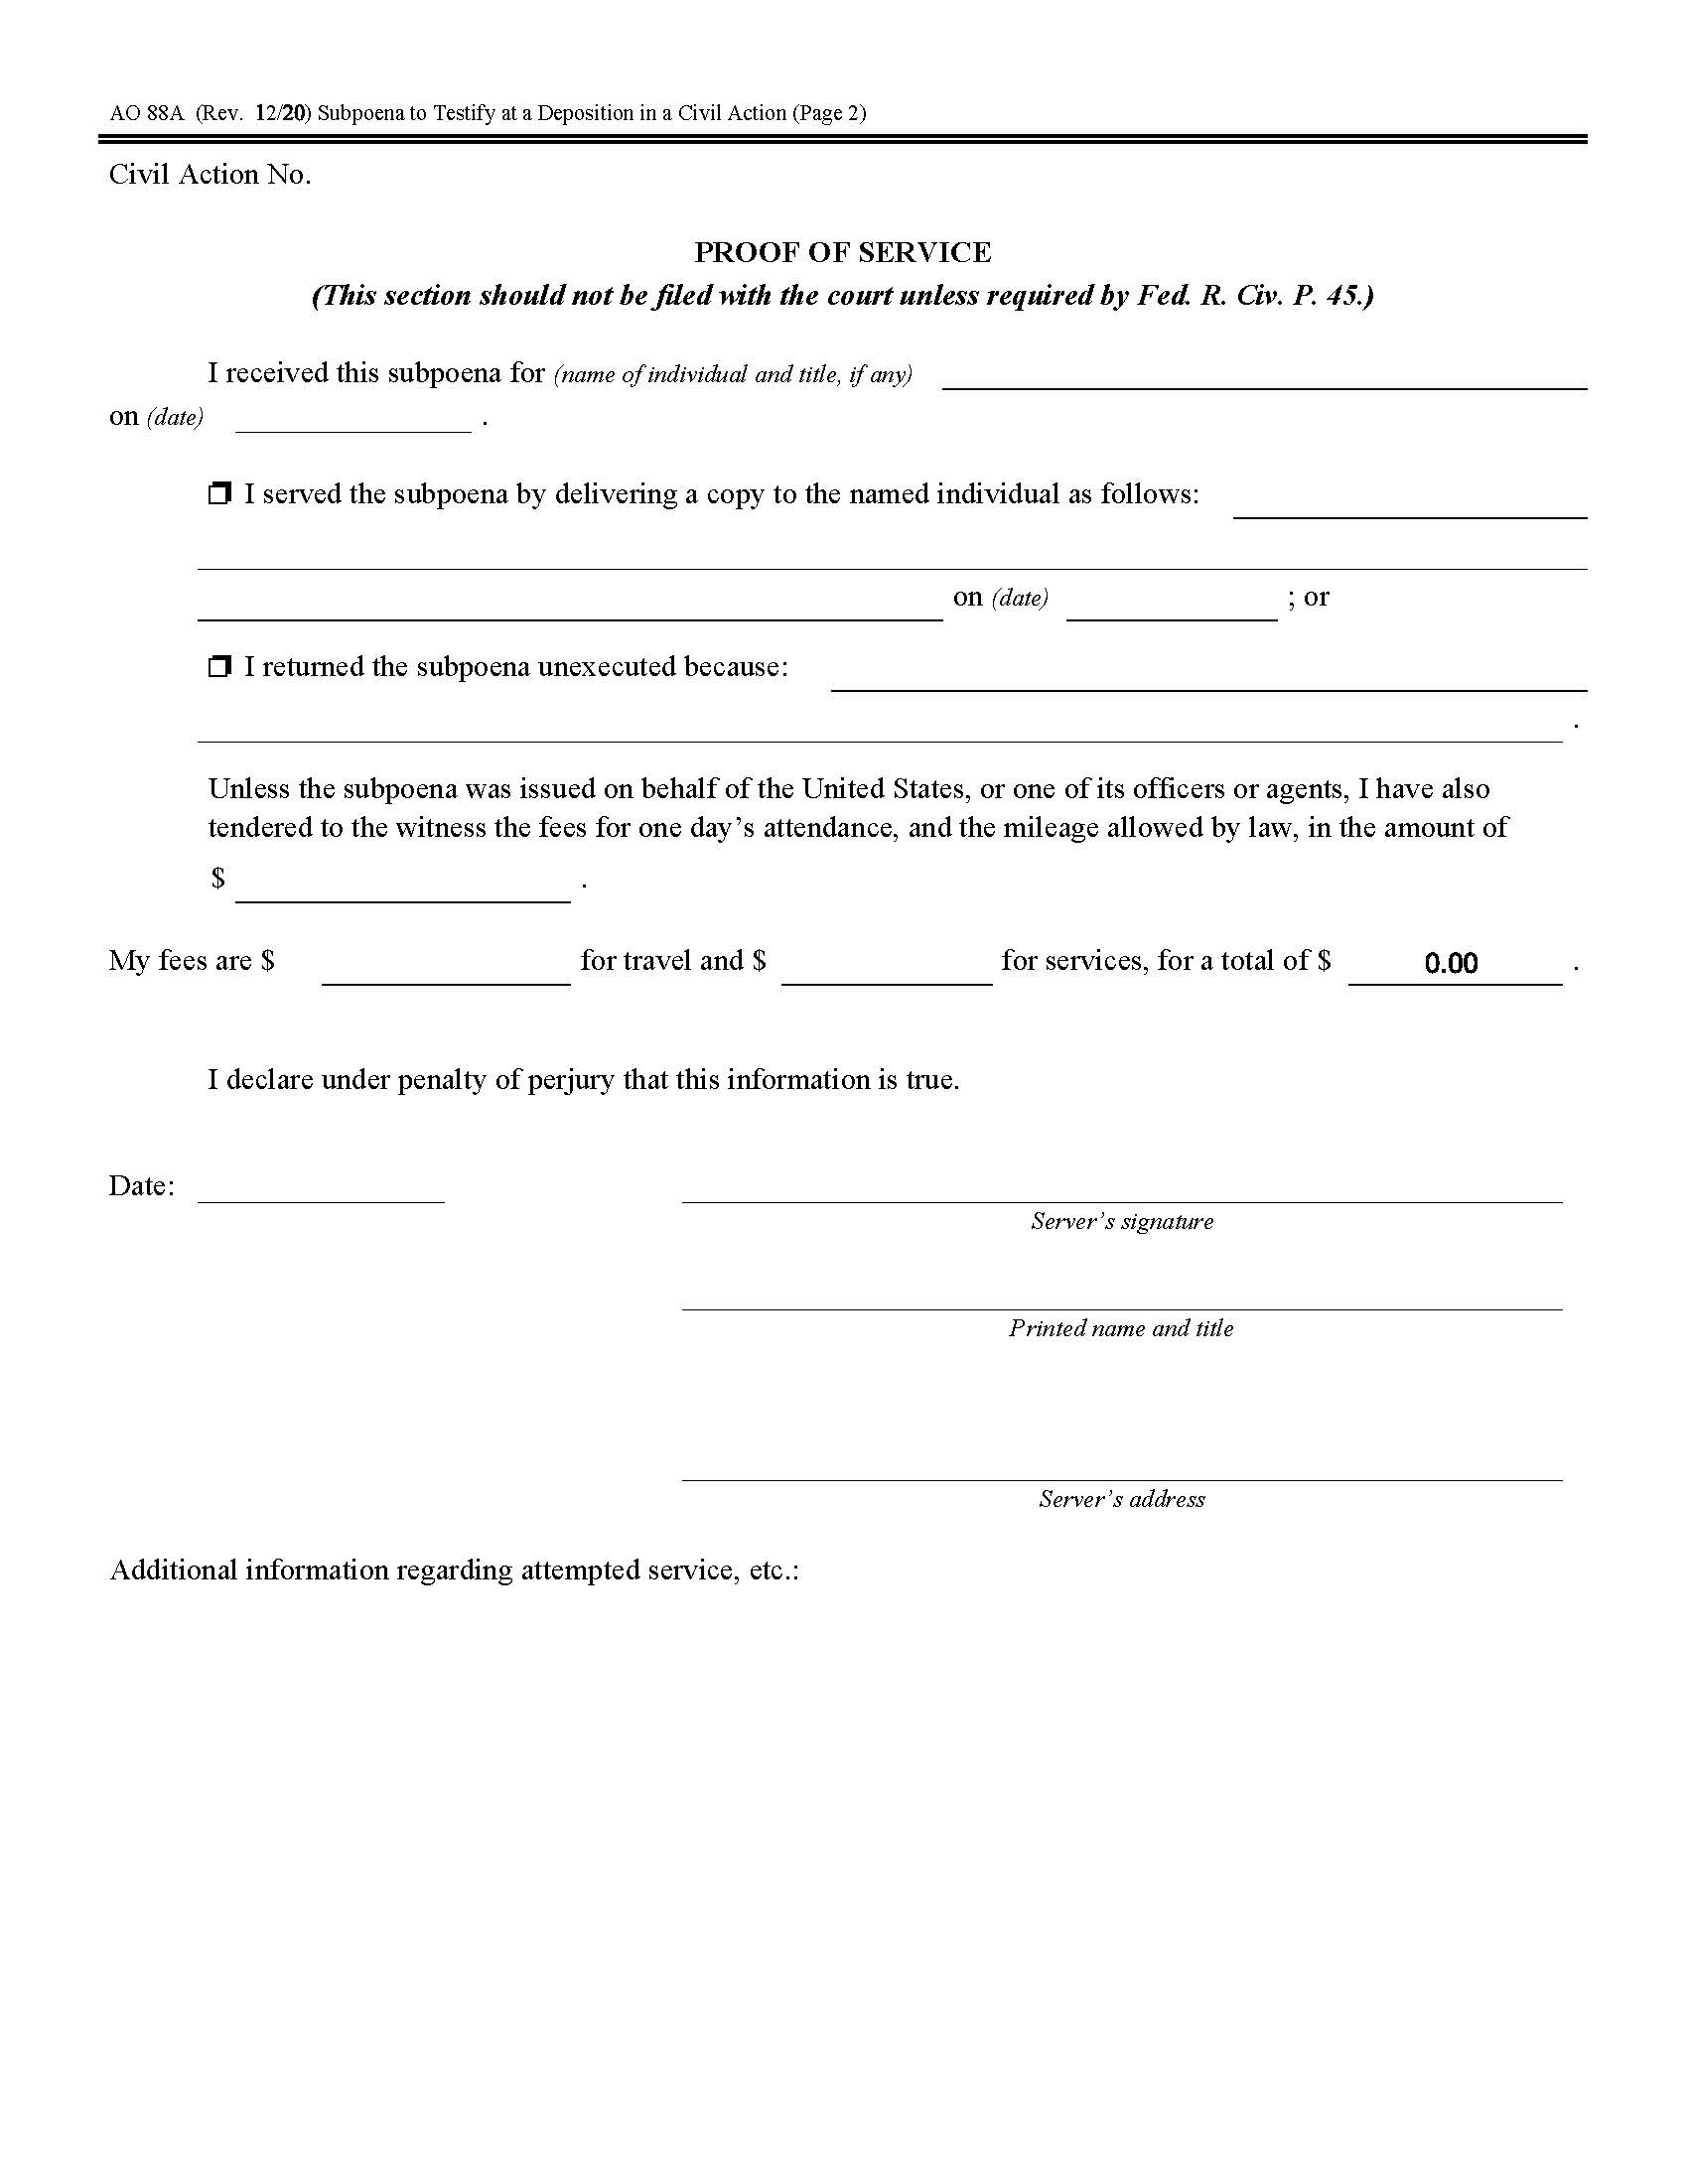 AO 88A (Rev. 12/20) Subpoena to Testify at a Deposition in a Civil Action (Page 2)
Civil Action No.
PROOF OF SERVICE
(This section should not be filed with the court unless required by Fed. R. Civ. P. 45.)
I received this subpoena for (name of individual and title, if any)
on (date) .
I served the subpoena by delivering a copy to the named individual as follows:
on (date) ; or
I returned the subpoena unexecuted because:
.
Unless the subpoena was issued on behalf of the United States, or one of its officers or agents, I have also
tendered to the witness the fees for one day’s attendance, and the mileage allowed by law, in the amount of
$ .
My fees are $ for travel and $ for services, for a total of $ 0.00 .
I declare under penalty of perjury that this information is true.
Date:
Server’s signature
Printed name and title
Server’s address
Additional information regarding attempted service, etc.: